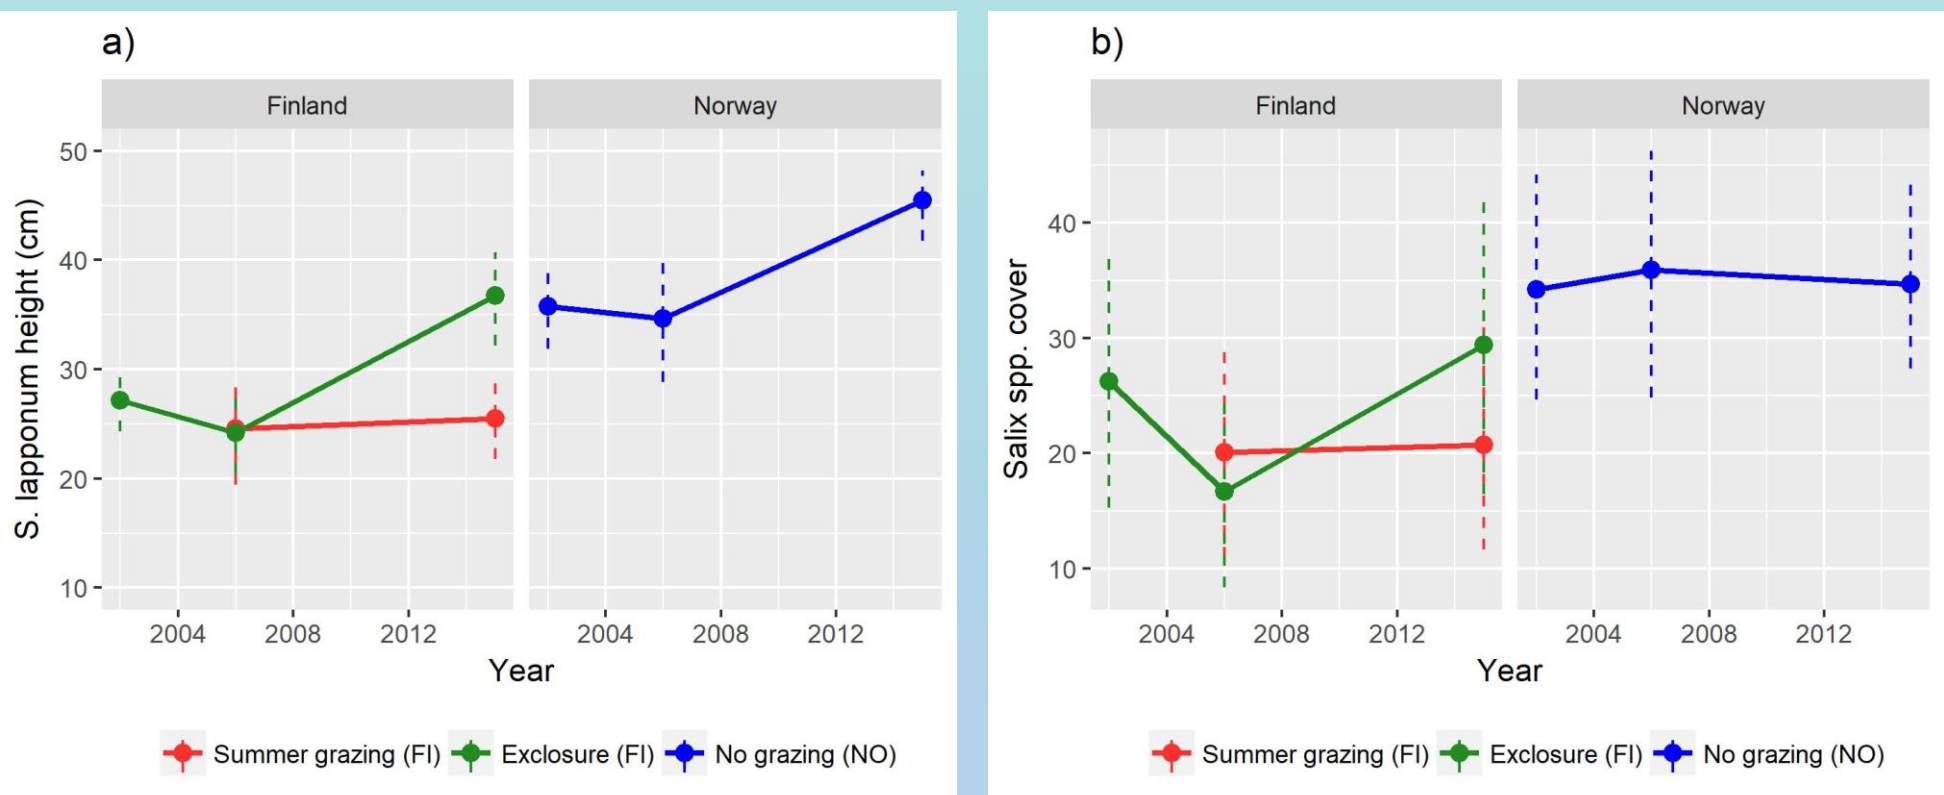 a)
Finland Norway
50
40
30
20
10
S. lapponum height (cm)
2004 2008 2012 2004 2008 2012
Year
Summer grazing (FI) Exclosure (FI) No grazing (NO)
b)
Finland Norway
40
30
20
10
Salix spp. cover
2004 2008 2012 2004 2008 2012
Year
Summer grazing (FI) Exclosure (FI) No grazing (NO)